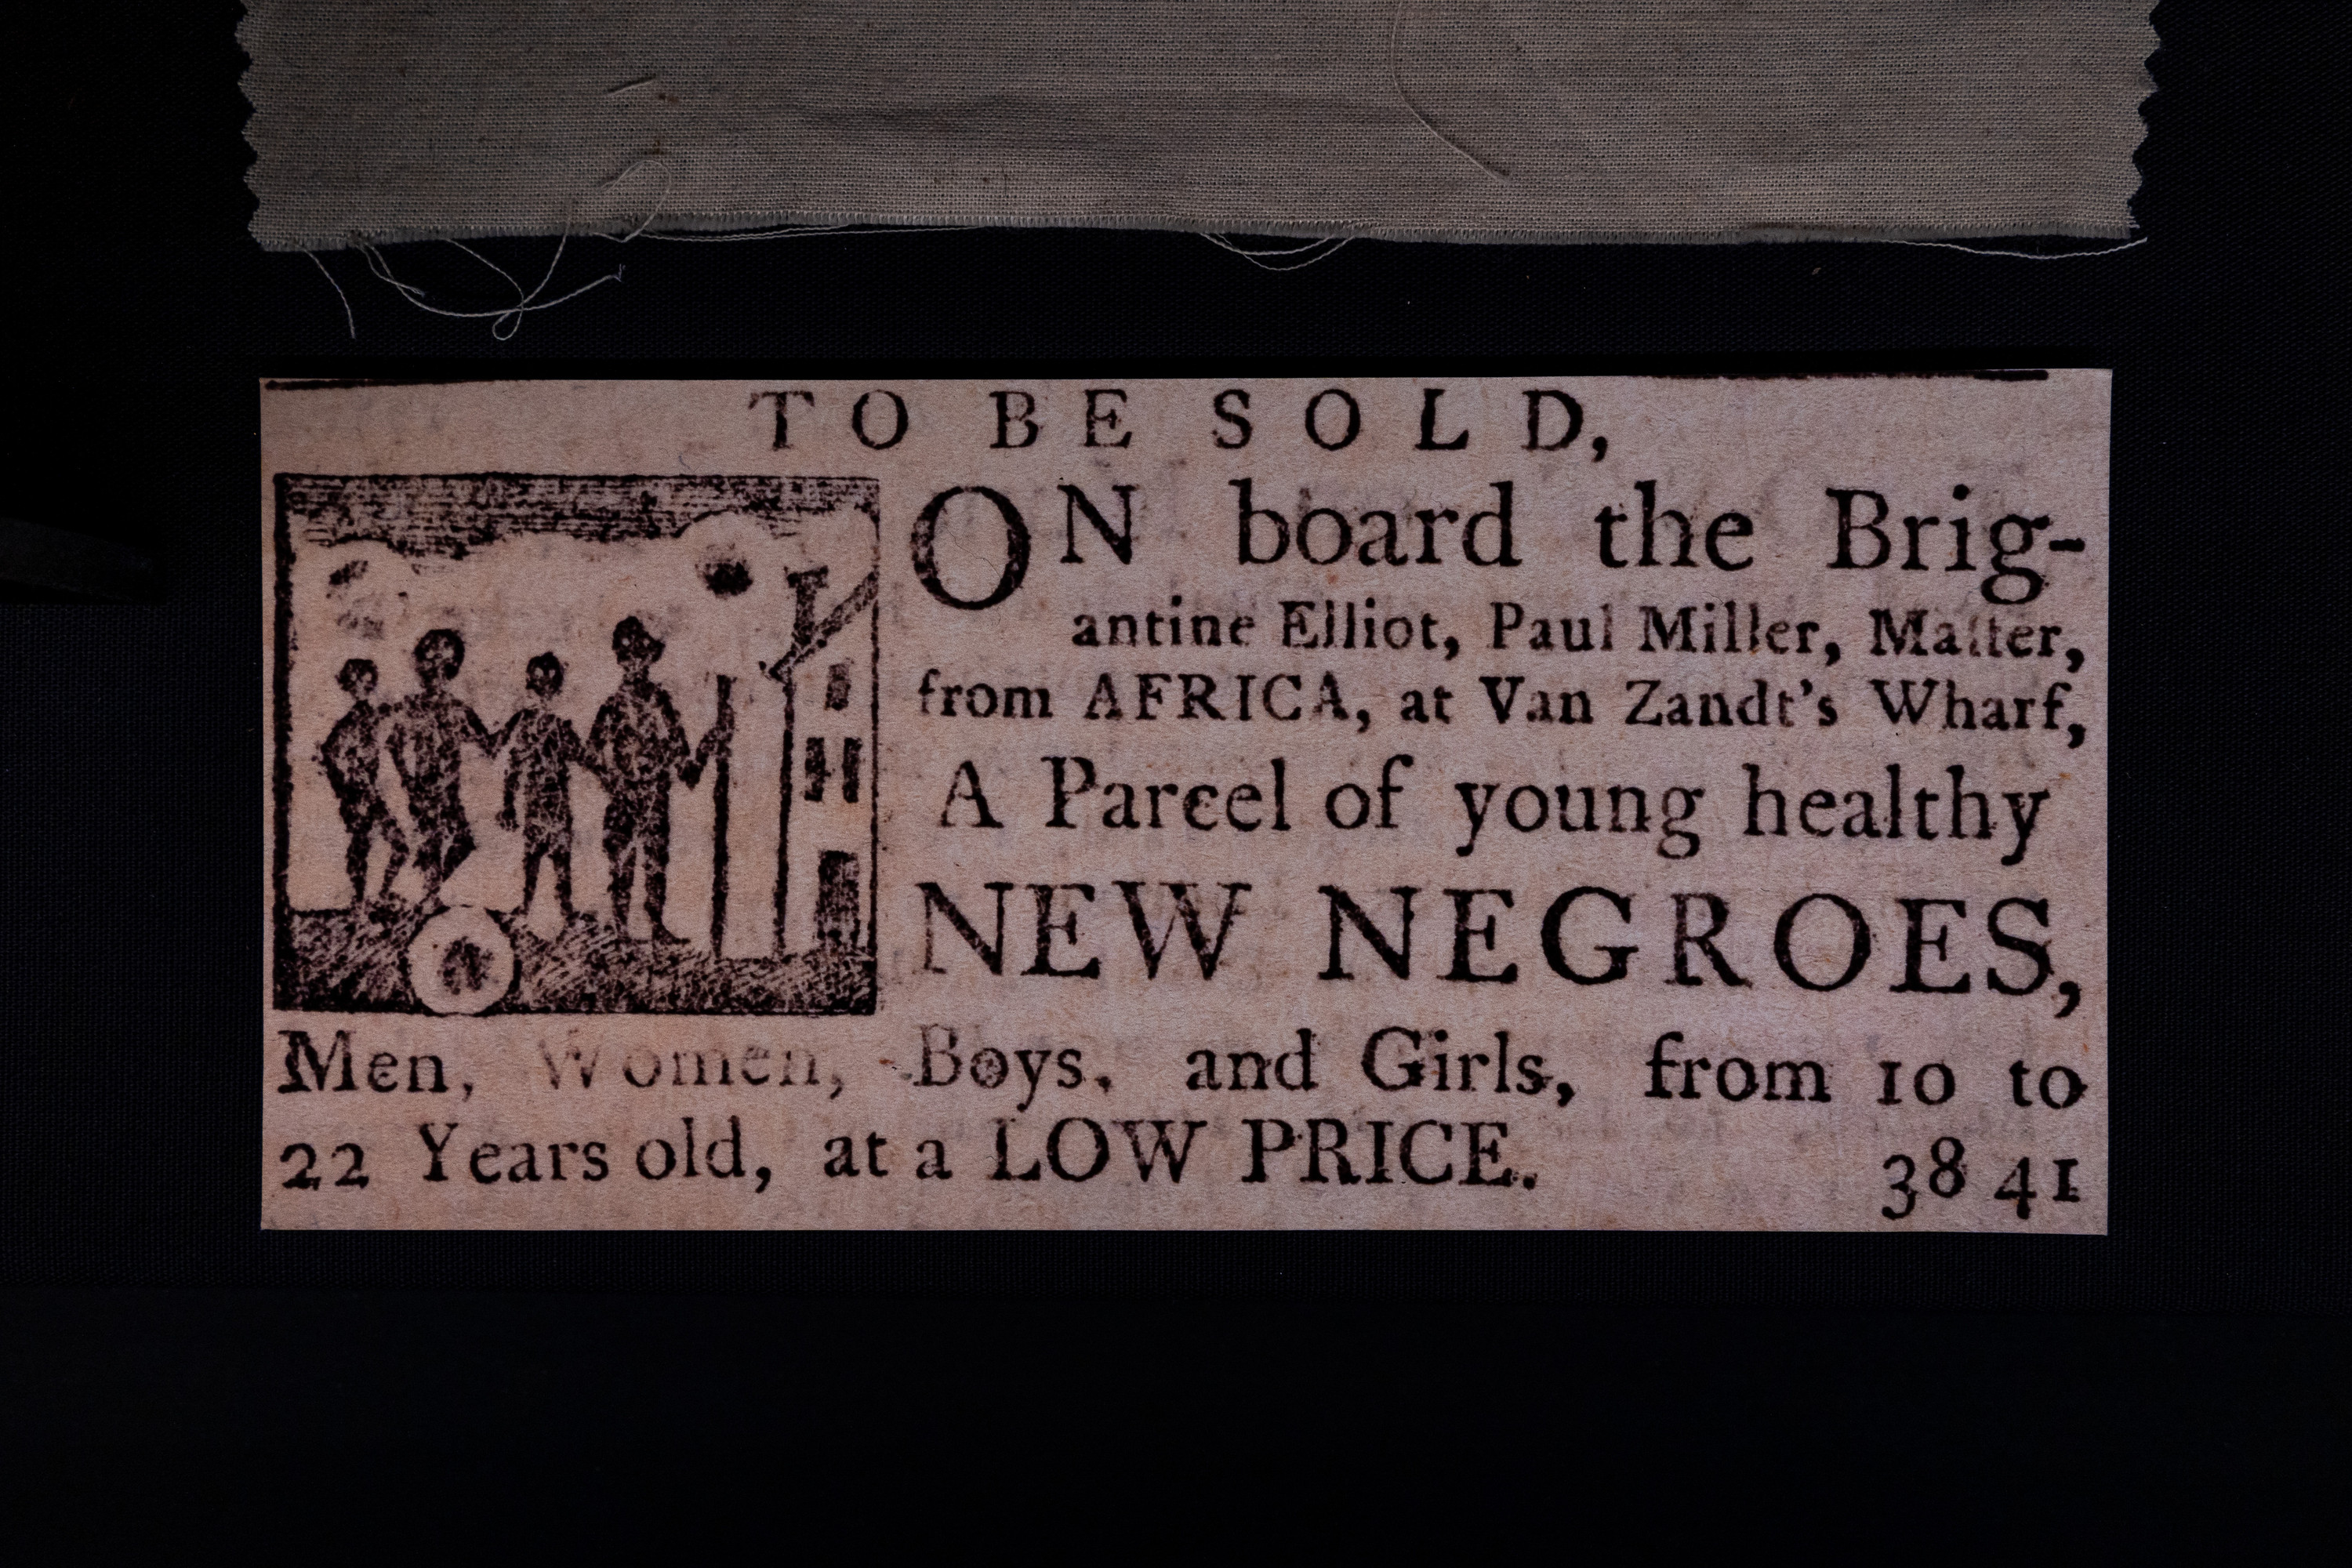 TO BE SOLD,
ON board the Brig-
antine Elliot, Paul Miller, Maſter,
from AFRICA, at Van Zandt's Wharf,
A Parcel of young healthy
NEW NEGROES,
Men, Women, Boys, and Girls, from 10 to
22 Years old, at a LOW PRICE. 38 41